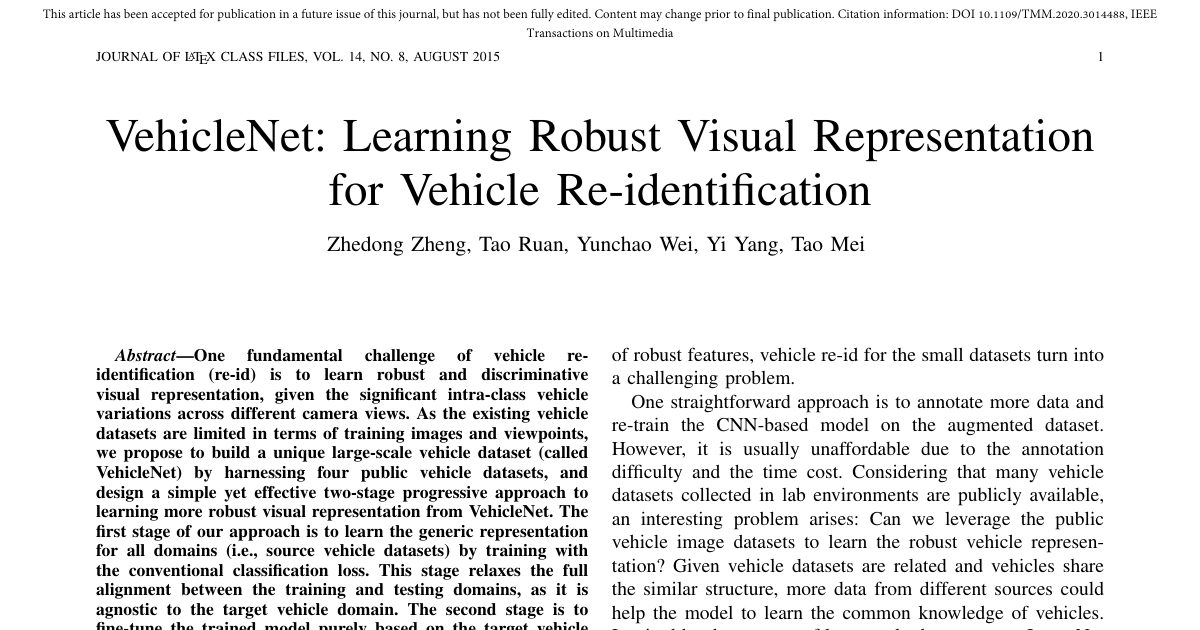 This article has been accepted for publication in a future issue of this journal, but has not been fully edited. Content may change prior to final publication. Citation information: DOI 10.1109/TMM.2020.3014488, IEEE
Transactions on Multimedia
JOURNAL OF LATEX CLASS FILES, VOL. 14, NO. 8, AUGUST 2015
1
VehicleNet: Learning Robust Visual Representation
for Vehicle Re-identification
Zhedong Zheng, Tao Ruan, Yunchao Wei, Yi Yang, Tao Mei
Abstract—One fundamental challenge of vehicle re-
identification (re-id) is to learn robust and discriminative
visual representation, given the significant intra-class vehicle
variations across different camera views. As the existing vehicle
datasets are limited in terms of training images and viewpoints,
we propose to build a unique large-scale vehicle dataset (called
VehicleNet) by harnessing four public vehicle datasets, and
design a simple yet effective two-stage progressive approach to
learning more robust visual representation from VehicleNet. The
first stage of our approach is to learn the generic representation
for all domains (i.e., source vehicle datasets) by training with
the conventional classification loss. This stage relaxes the full
alignment between the training and testing domains, as it is
agnostic to the target vehicle domain. The second stage is to
fine-tune the trained model purely based on the target vehicle
of robust features, vehicle re-id for the small datasets turn into
a challenging problem.
One straightforward approach is to annotate more data and
re-train the CNN-based model on the augmented dataset.
However, it is usually unaffordable due to the annotation
difficulty and the time cost. Considering that many vehicle
datasets collected in lab environments are publicly available,
an interesting problem arises: Can we leverage the public
vehicle image datasets to learn the robust vehicle represen-
tation? Given vehicle datasets are related and vehicles share
the similar structure, more data from different sources could
help the model to learn the common knowledge of vehicles.